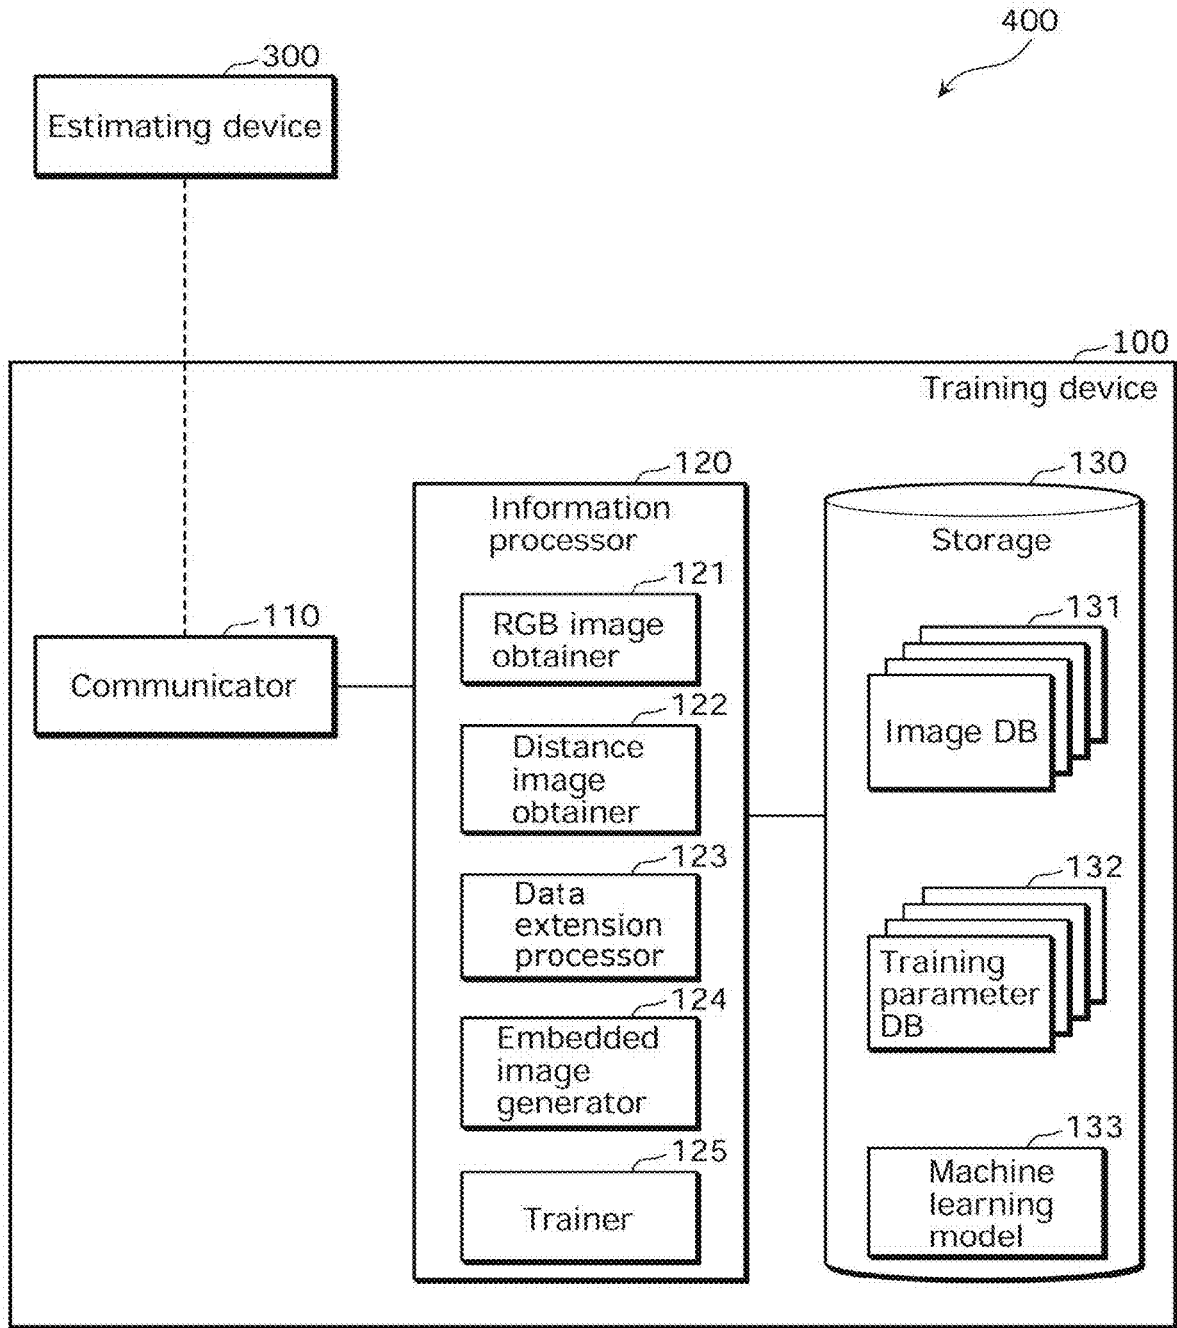 400
300
Estimating device
100
Training device
120
Information
processor
130
Storage
121
RGB image
obtainer
131
Image DB
110
Communicator
122
Distance
image
obtainer
123
Data
extension
processor
132
Training
parameter
DB
124
Embedded
image
generator
125
Trainer
133
Machine
learning
model